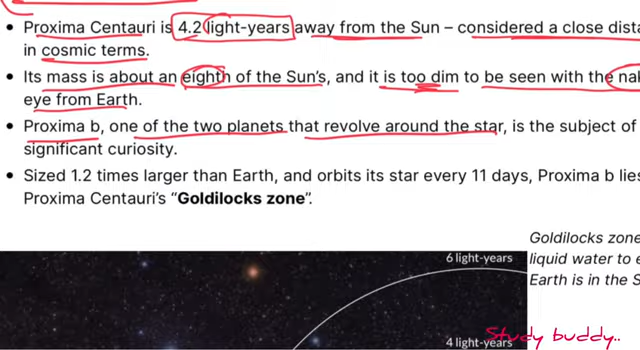 Proxima Centauri is 4.2 light-years away from the Sun – considered a close dista
in cosmic terms.
Its mass is about an eighth of the Sun's, and it is too dim to be seen with the nak
eye from Earth.
Proxima b, one of the two planets that revolve around the star, is the subject of
significant curiosity.
Sized 1.2 times larger than Earth, and orbits its star every 11 days, Proxima b lies
Proxima Centauri's "Goldilocks zone".
Goldilocks zone
liquid water to e
Earth is in the S
6 light-years
4 light-years
Study buddy..